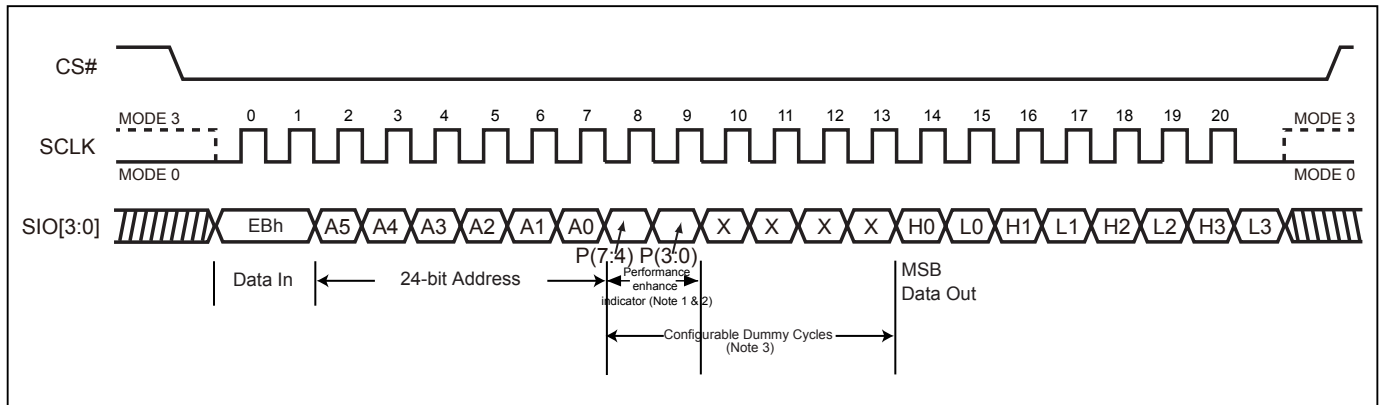 CS#
MODE 3 0 1 2 3 4 5 6 7 8 9 10 11 12 13 14 15 16 17 18 19 20 MODE 3
SCLK
MODE 0 MODE 0
SIO[3:0] EBh A5 A4 A3 A2 A1 A0 X X X X H0 L0 H1 L1 H2 L2 H3 L3
P(7:4) P(3:0)
Data In 24-bit Address
Performance
enhance
indicator (Note 1 & 2)
MSB
Data Out
Configurable Dummy Cycles
(Note 3)